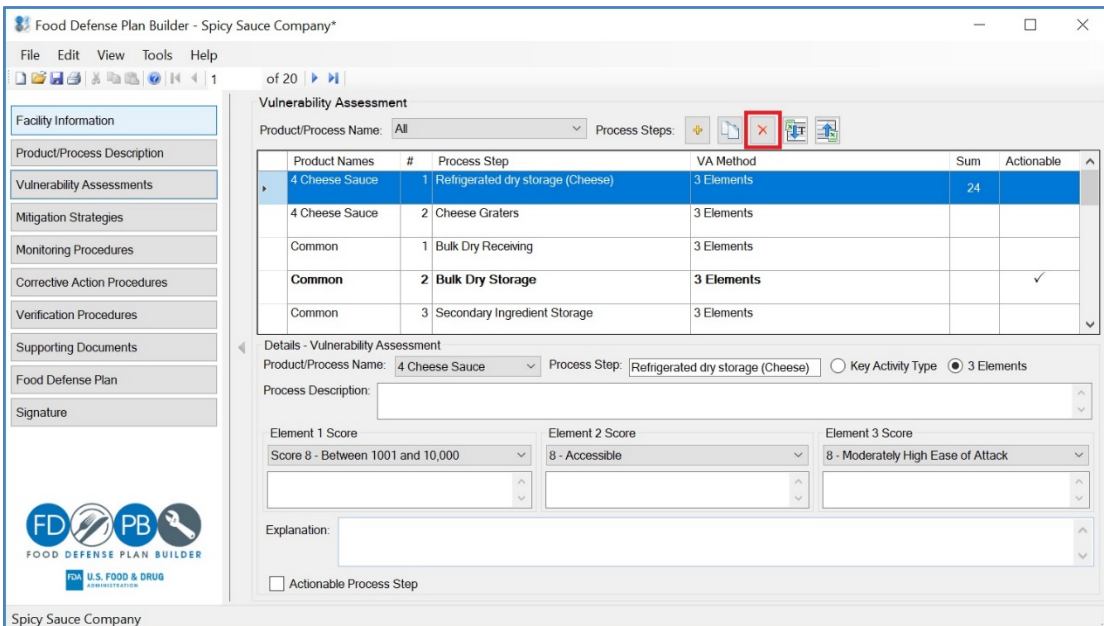 Food Defense Plan Builder - Spicy Sauce Company*
File Edit View Tools Help
1 of 20
Facility Information
Product/Process Description
Vulnerability Assessments
Mitigation Strategies
Monitoring Procedures
Corrective Action Procedures
Verification Procedures
Supporting Documents
Food Defense Plan
Signature
FD PB
FOOD DEFENSE PLAN BUILDER
FDA U.S. FOOD & DRUG
ADMINISTRATION
Vulnerability Assessment
Product/Process Name: All Process Steps:
Product Names # Process Step VA Method Sum Actionable
4 Cheese Sauce 1 Refrigerated dry storage (Cheese) 3 Elements 24
4 Cheese Sauce 2 Cheese Graters 3 Elements
Common 1 Bulk Dry Receiving 3 Elements
Common 2 Bulk Dry Storage 3 Elements ✓
Common 3 Secondary Ingredient Storage 3 Elements
Details - Vulnerability Assessment
Product/Process Name: 4 Cheese Sauce Process Step: Refrigerated dry storage (Cheese) Key Activity Type 3 Elements
Process Description:
Element 1 Score Element 2 Score Element 3 Score
Score 8 - Between 1001 and 10,000 8 - Accessible 8 - Moderately High Ease of Attack
Explanation:
Actionable Process Step
Spicy Sauce Company